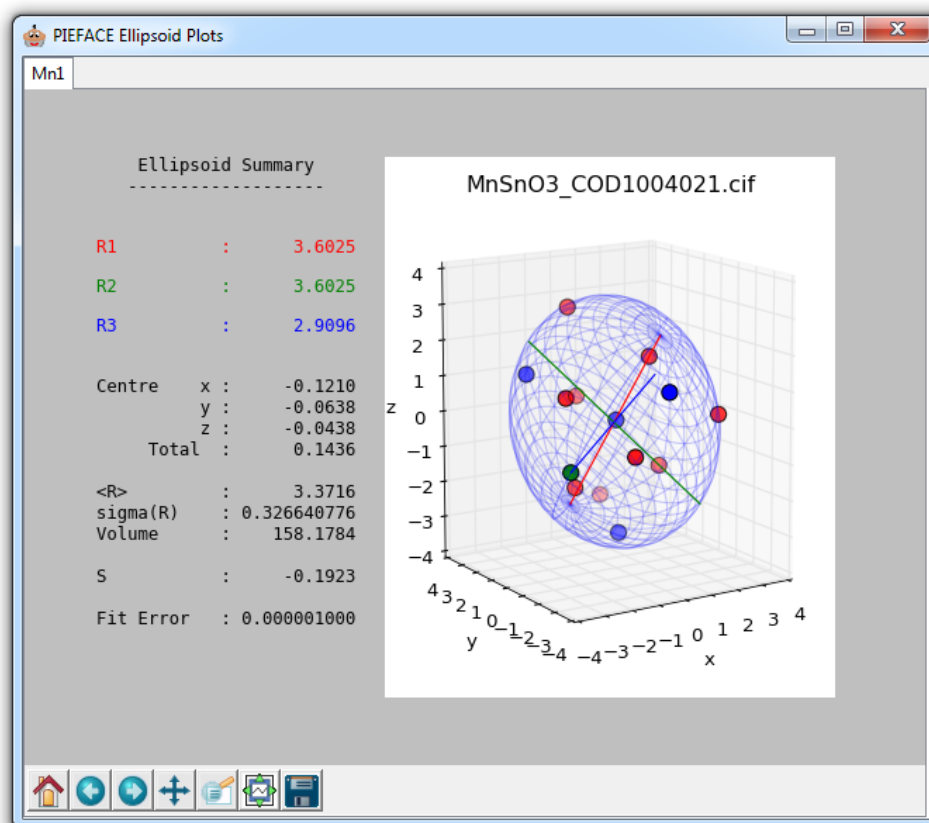 PIEFACE Ellipsoid Plots
Mn1
Ellipsoid Summary
-------------------
R1 : 3.6025
R2 : 3.6025
R3 : 2.9096
Centre x : -0.1210
y : -0.0638
z : -0.0438
Total : 0.1436
<R> : 3.3716
sigma(R) : 0.326640776
Volume : 158.1784
S : -0.1923
Fit Error : 0.000001000
MnSnO3_COD1004021.cif
4
3
2
1
0
−1
−2
−3
−4
z
4 3 2 1 0 −1 −2 −3 −4
y
−4 −3 −2 −1 0 1 2 3 4
x